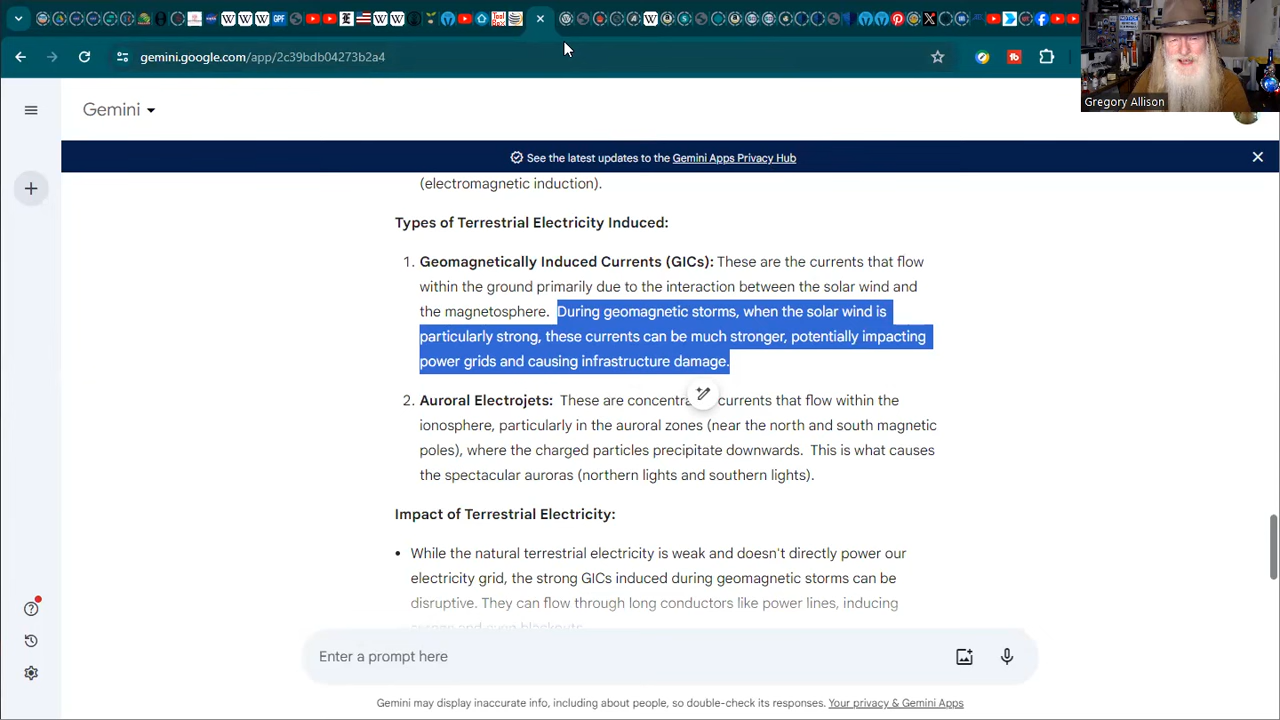 gemini.google.com/app/2c39bdb04273b2a4
Gregory Allison
Gemini
See the latest updates to the Gemini Apps Privacy Hub
(electromagnetic induction).
Types of Terrestrial Electricity Induced:
1. Geomagnetically Induced Currents (GICs): These are the currents that flow
within the ground primarily due to the interaction between the solar wind and
the magnetosphere. During geomagnetic storms, when the solar wind is
particularly strong, these currents can be much stronger, potentially impacting
power grids and causing infrastructure damage.
2. Auroral Electrojets: These are currents that flow within the
ionosphere, particularly in the auroral zones (near the north and south magnetic
poles), where the charged particles precipitate downwards. This is what causes
the spectacular auroras (northern lights and southern lights).
Impact of Terrestrial Electricity:
• While the natural terrestrial electricity is weak and doesn't directly power our
electricity grid, the strong GICs induced during geomagnetic storms can be
disruptive. They can flow through long conductors like power lines, inducing
Enter a prompt here
Gemini may display inaccurate info, including about people, so double-check its responses. Your privacy & Gemini Apps